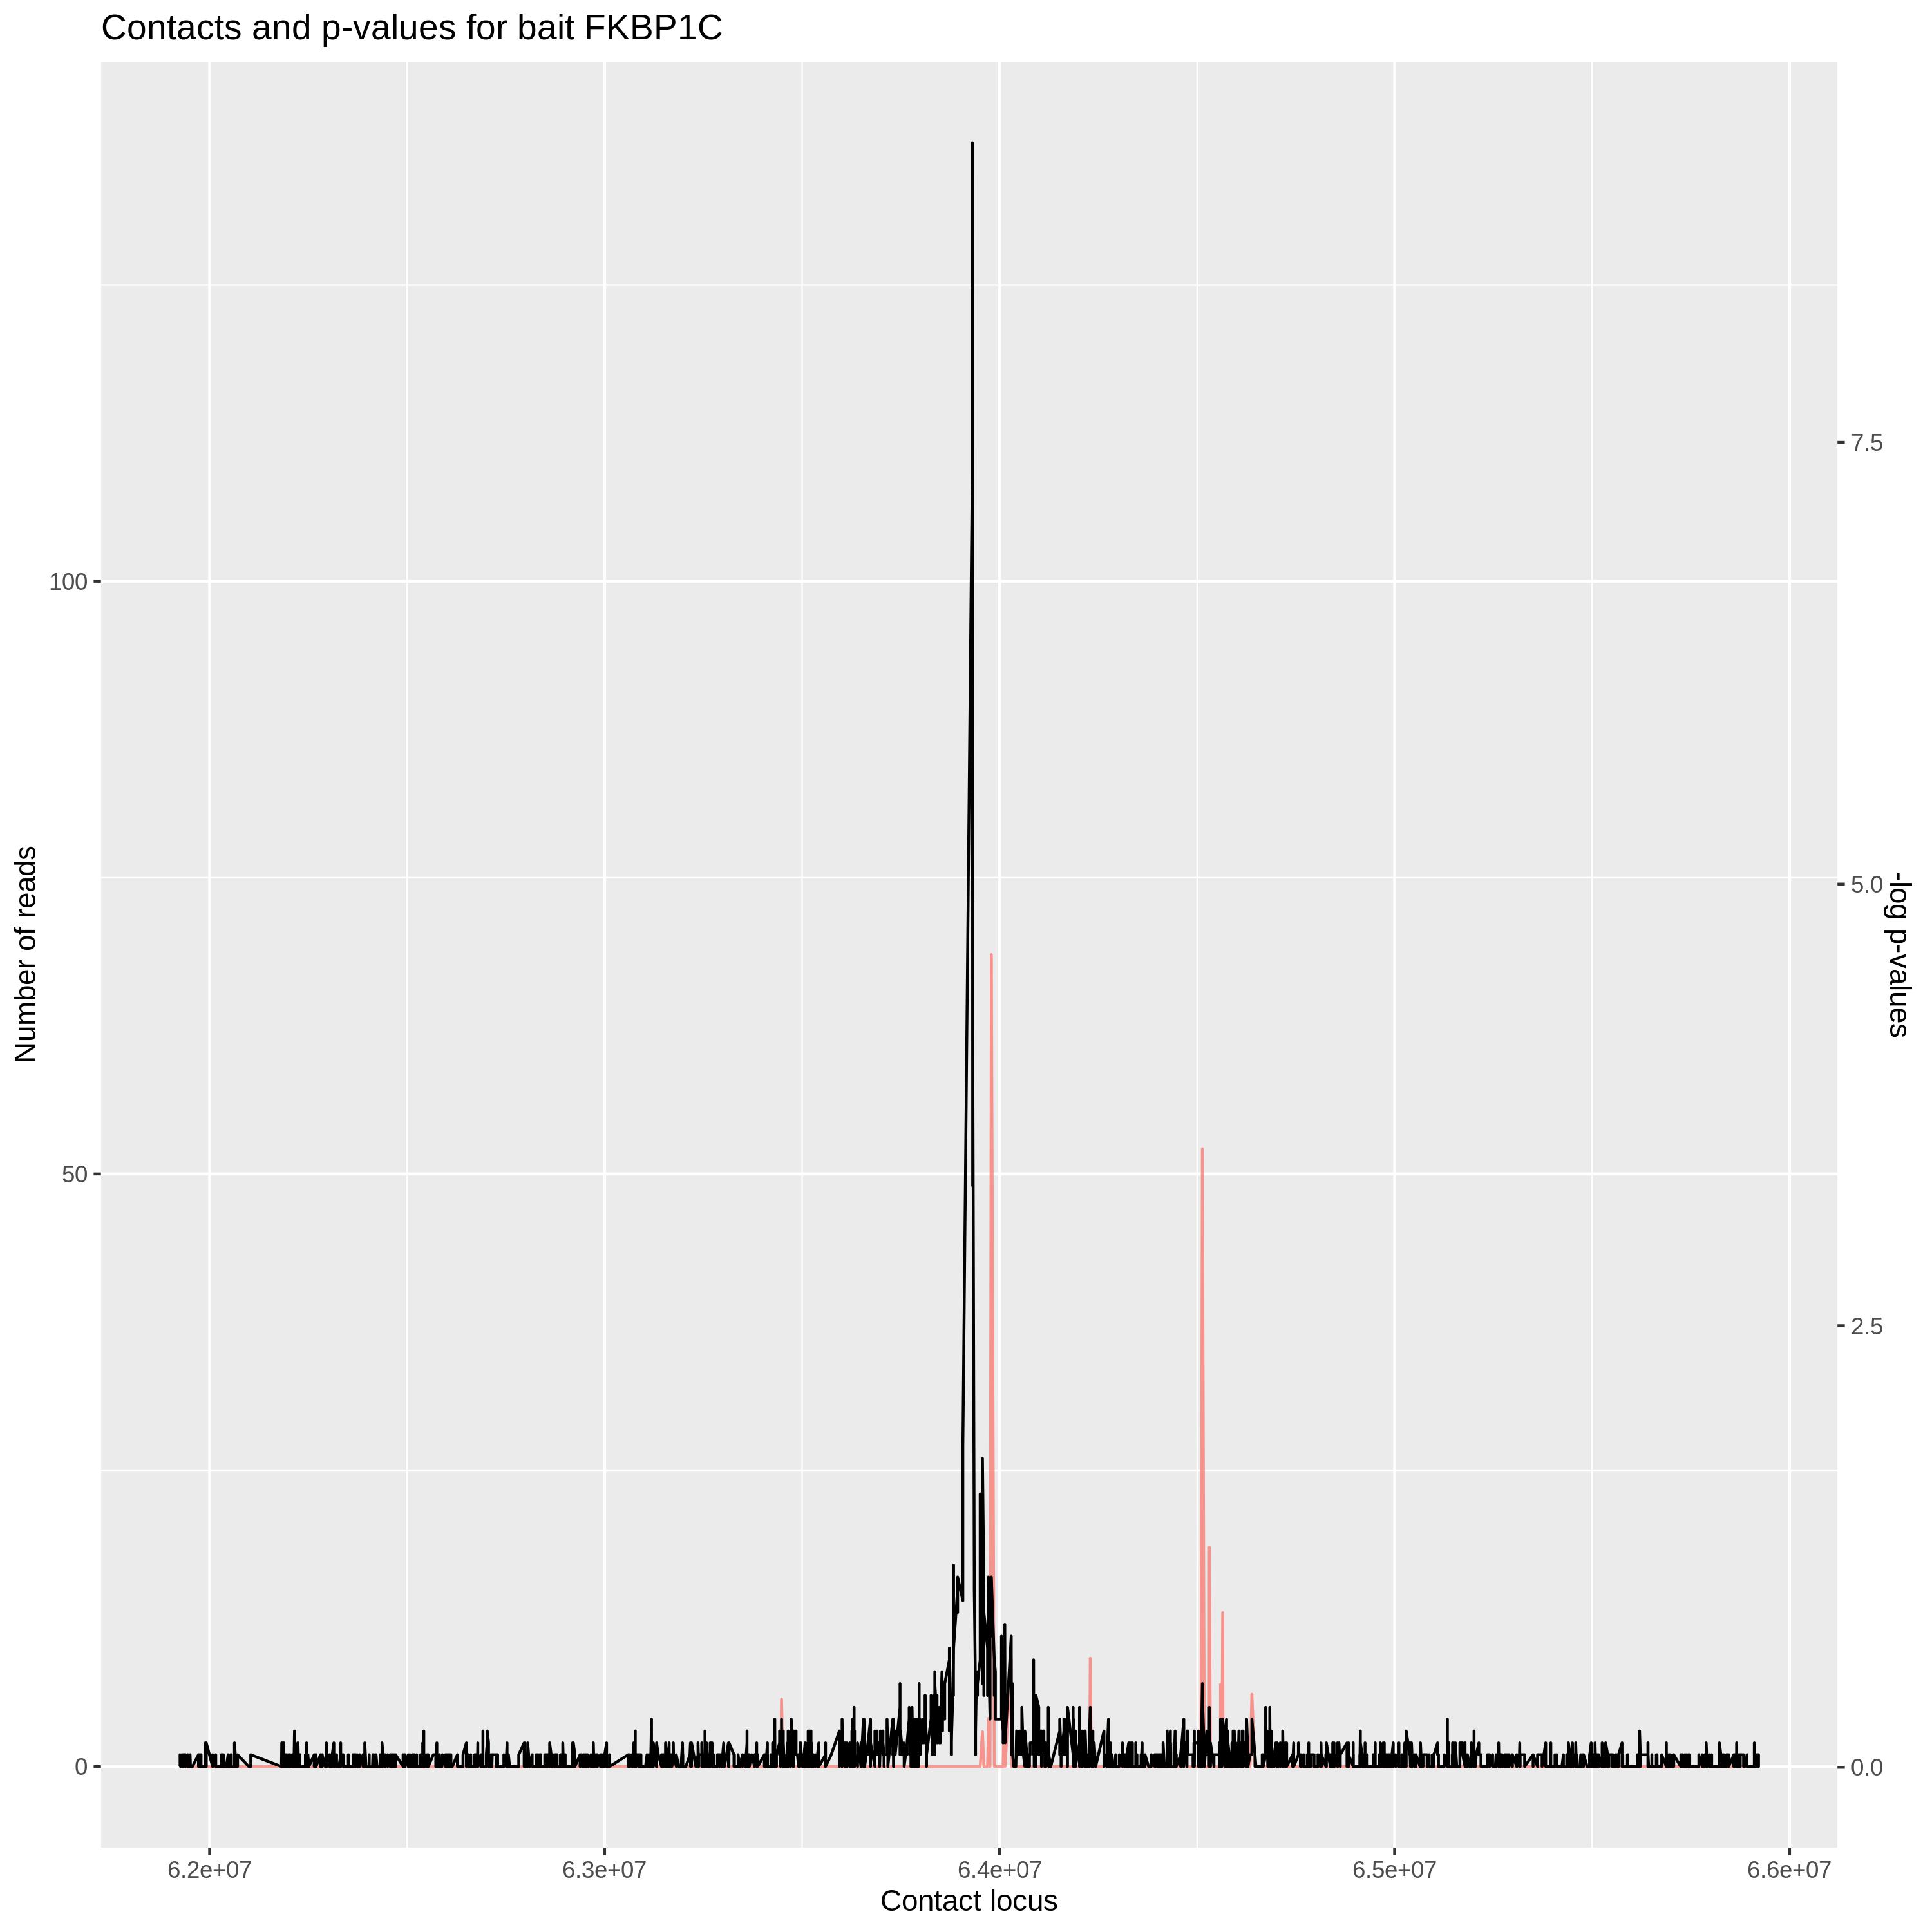 Contacts and p-values for bait FKBP1C
Number of reads
100
50
0
7.5
5.0
2.5
0.0
-log p-values
6.2e+07
6.3e+07
6.4e+07
6.5e+07
6.6e+07
Contact locus